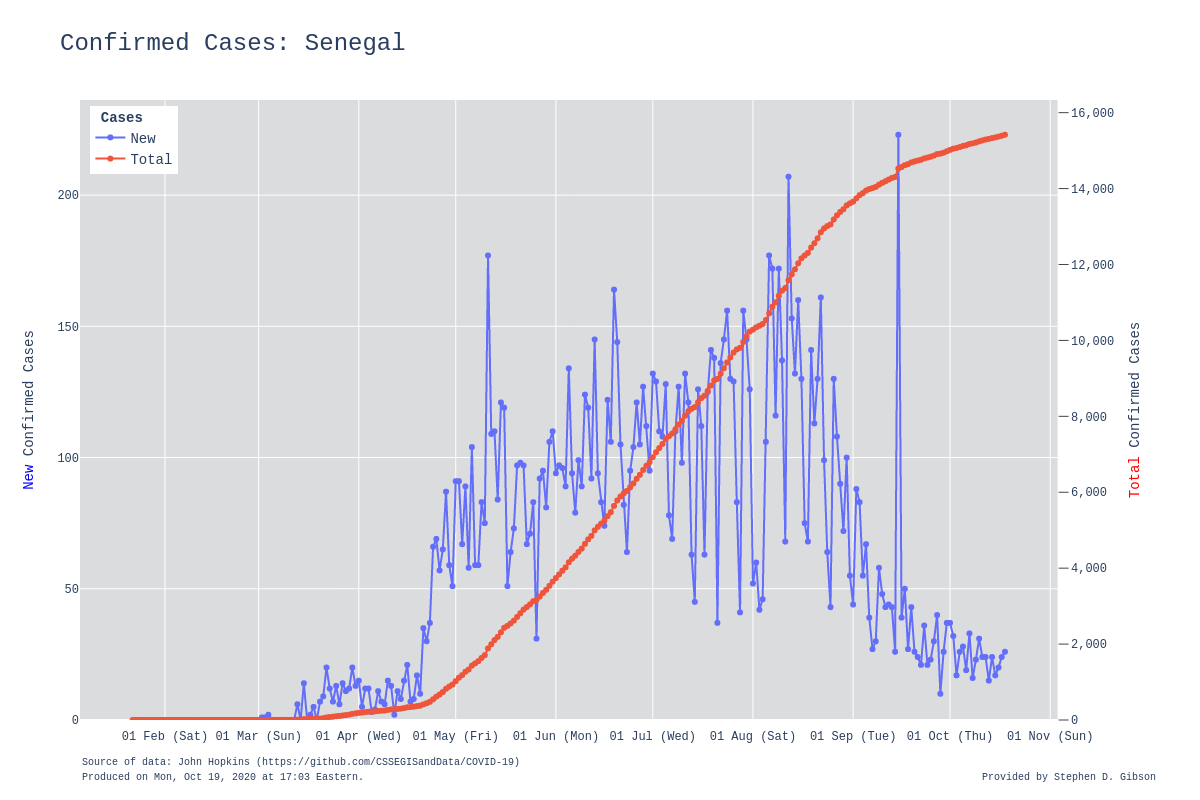 Confirmed Cases: Senegal
Cases
New
Total
200
150
100
50
0
New Confirmed Cases
16,000
14,000
12,000
10,000
8,000
6,000
4,000
2,000
0
Total Confirmed Cases
01 Feb (Sat) 01 Mar (Sun) 01 Apr (Wed) 01 May (Fri) 01 Jun (Mon) 01 Jul (Wed) 01 Aug (Sat) 01 Sep (Tue) 01 Oct (Thu) 01 Nov (Sun)
Source of data: John Hopkins (https://github.com/CSSEGISandData/COVID-19)
Produced on Mon, Oct 19, 2020 at 17:03 Eastern.
Provided by Stephen D. Gibson